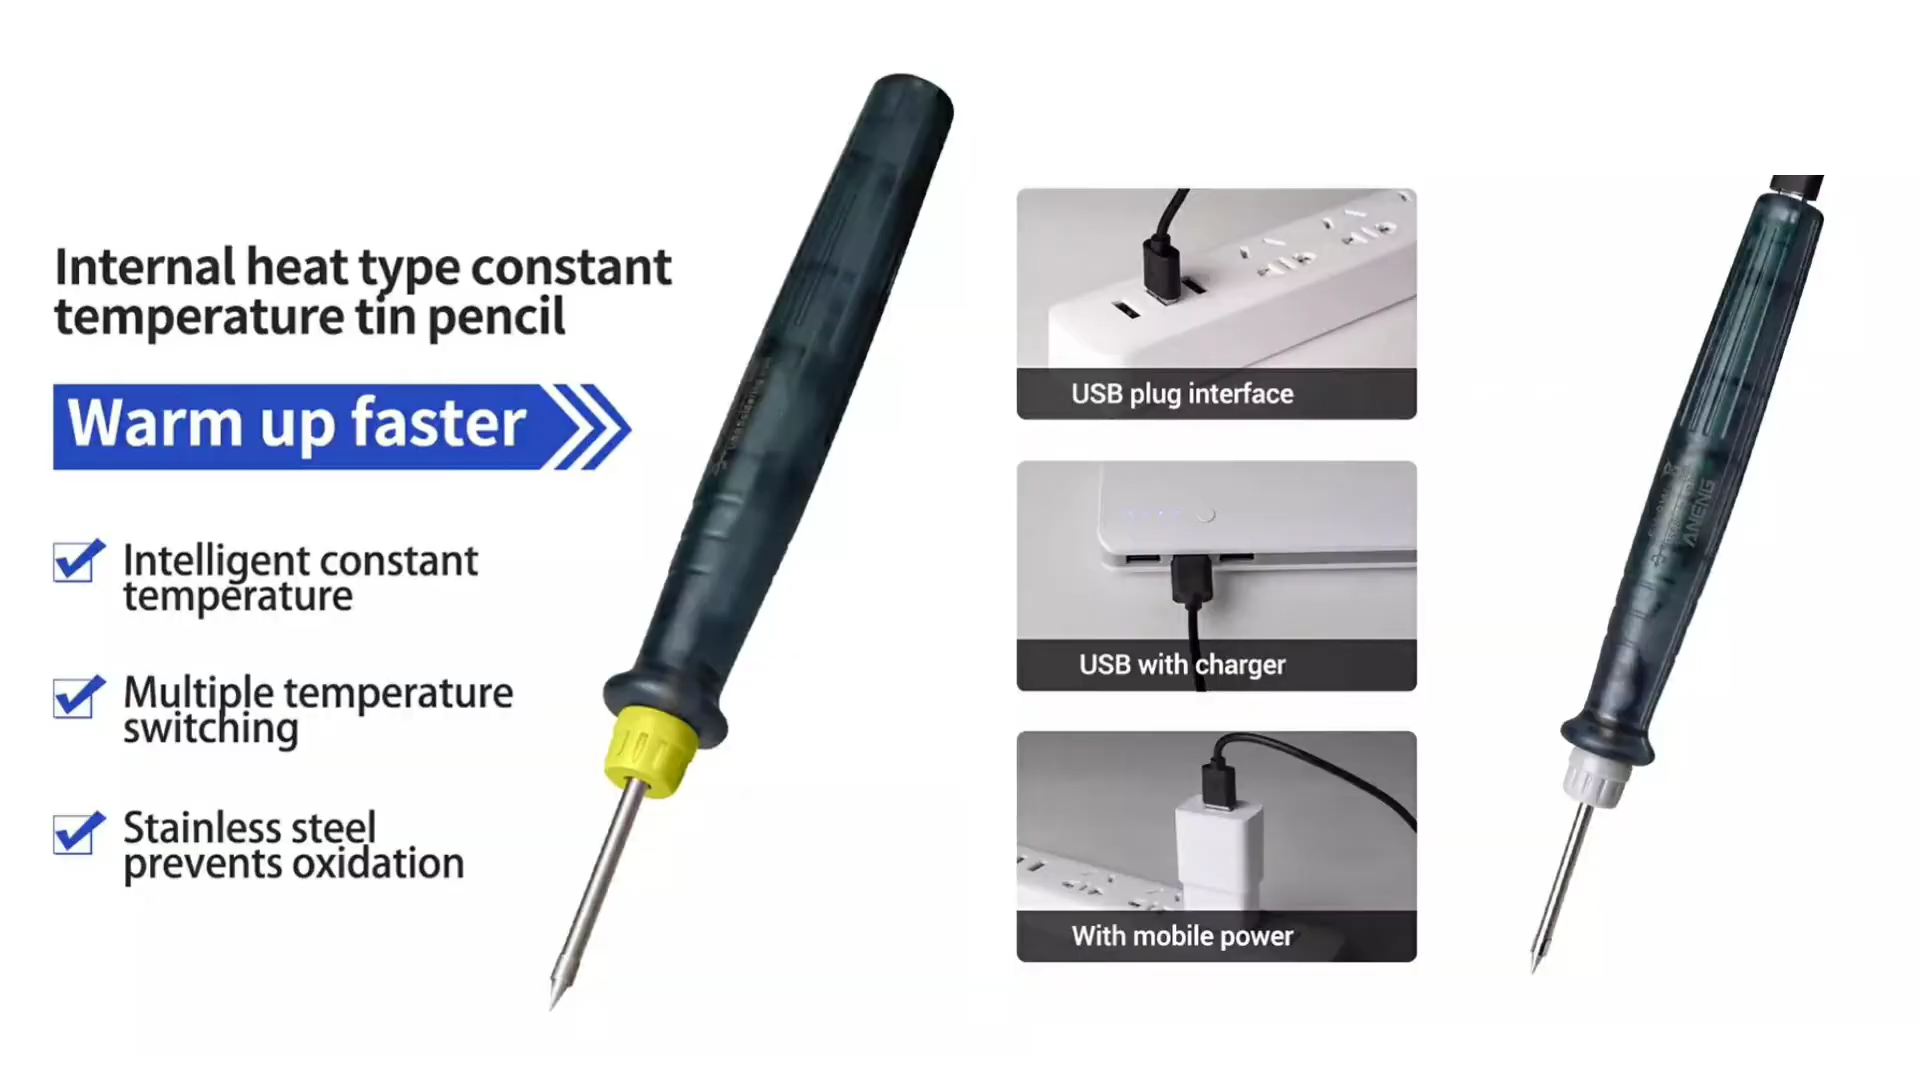 Internal heat type constant
temperature tin pencil
Warm up faster
Intelligent constant
temperature
Multiple temperature
switching
Stainless steel
prevents oxidation
USB plug interface
USB with charger
With mobile power
ANENG